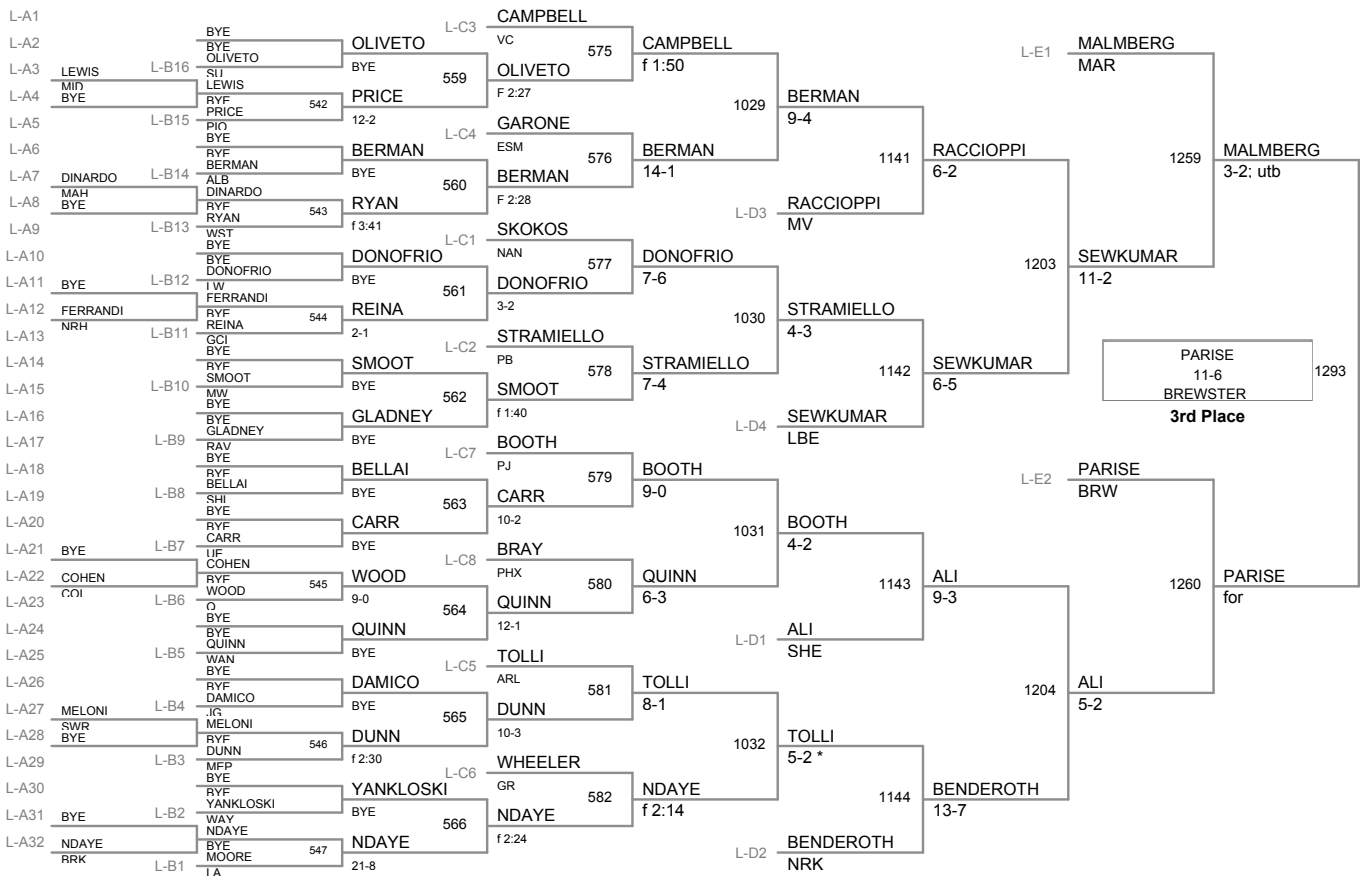 L-A1
L-A2
L-A3
L-A4
L-A5
L-A6
L-A7
L-A8
L-A9
L-A10
L-A11
L-A12
L-A13
L-A14
L-A15
L-A16
L-A17
L-A18
L-A19
L-A20
L-A21
L-A22
L-A23
L-A24
L-A25
L-A26
L-A27
L-A28
L-A29
L-A30
L-A31
L-A32
LEWIS
MID
BYE
DINARDO
MAH
BYE
BYE
FERRANDI
NRH
BYE
COHEN
COL
MELONI
SWR
BYE
BYE
NDAYE
BRK
L-B16
L-B15
L-B14
L-B13
L-B12
L-B11
L-B10
L-B9
L-B8
L-B7
L-B6
L-B5
L-B4
L-B3
L-B2
L-B1
BYE
BYE
OLIVETO
SU
LEWIS
BYE
PRICE
542
BYE
BYE
BERMAN
ALB
DINARDO
BYE
RYAN
WST
543
BYE
BYE
DONOFRIO
LW
FERRANDI
BYE
REINA
544
BYE
BYE
SMOOT
MW
BYE
BYE
GLADNEY
RAV
BYE
BYE
BELLAI
BYE
BYE
CARR
COHEN
BYE
WOOD
545
BYE
BYE
QUINN
WAN
BYE
BYE
DAMICO
JG
MELONI
BYE
DUNN
546
BYE
BYE
YANKLOSKI
WAY
NDAYE
BYE
MOORE
LA
547
OLIVETO
BYE
559
PRICE
12-2
BERMAN
BYE
560
RYAN
f 3:41
DONOFRIO
BYE
561
REINA
2-1
SMOOT
BYE
562
GLADNEY
BYE
BELLAI
BYE
563
CARR
BYE
WOOD
9-0
564
QUINN
BYE
DAMICO
BYE
565
DUNN
f 2:30
YANKLOSKI
BYE
566
NDAYE
21-8
L-C3
CAMPBELL
VC
575
OLIVETO
F 2:27
L-C4
GARONE
ESM
576
BERMAN
F 2:28
L-C1
SKOKOS
NAN
577
DONOFRIO
3-2
L-C2
STRAMIELLO
PB
578
SMOOT
f 1:40
L-C7
BOOTH
PJ
579
CARR
10-2
L-C8
BRAY
PHX
580
QUINN
12-1
L-C5
TOLLI
ARL
581
DUNN
10-3
L-C6
WHEELER
GR
582
NDAYE
f 2:24
CAMPBELL
f 1:50
1029
BERMAN
14-1
DONOFRIO
7-6
1030
STRAMIELLO
7-4
BOOTH
9-0
1031
QUINN
6-3
TOLLI
8-1
1032
NDAYE
f 2:14
BERMAN
9-4
1141
L-D3
RACCIOPPI
MV
STRAMIELLO
4-3
1142
L-D4
SEWKUMAR
LBE
BOOTH
4-2
1143
L-D1
ALI
SHE
TOLLI
5-2 *
1144
L-D2
BENDEROTH
NRK
RACCIOPPI
6-2
1203
SEWKUMAR
6-5
ALI
9-3
1204
BENDEROTH
13-7
L-E1
MALMBERG
MAR
1259
SEWKUMAR
11-2
L-E2
PARISE
BRW
1260
ALI
5-2
MALMBERG
3-2; utb
PARISE
11-6
BREWSTER
1293
3rd Place
PARISE
for